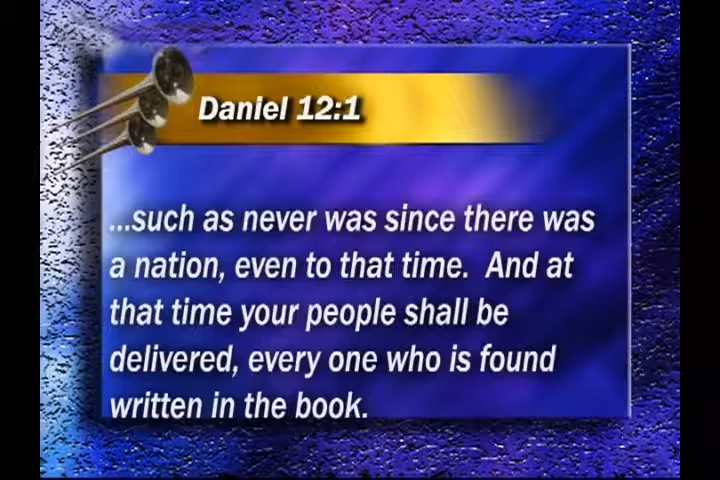 Daniel 12:1
...such as never was since there was
a nation, even to that time.  And at
that time your people shall be
delivered, every one who is found
written in the book.